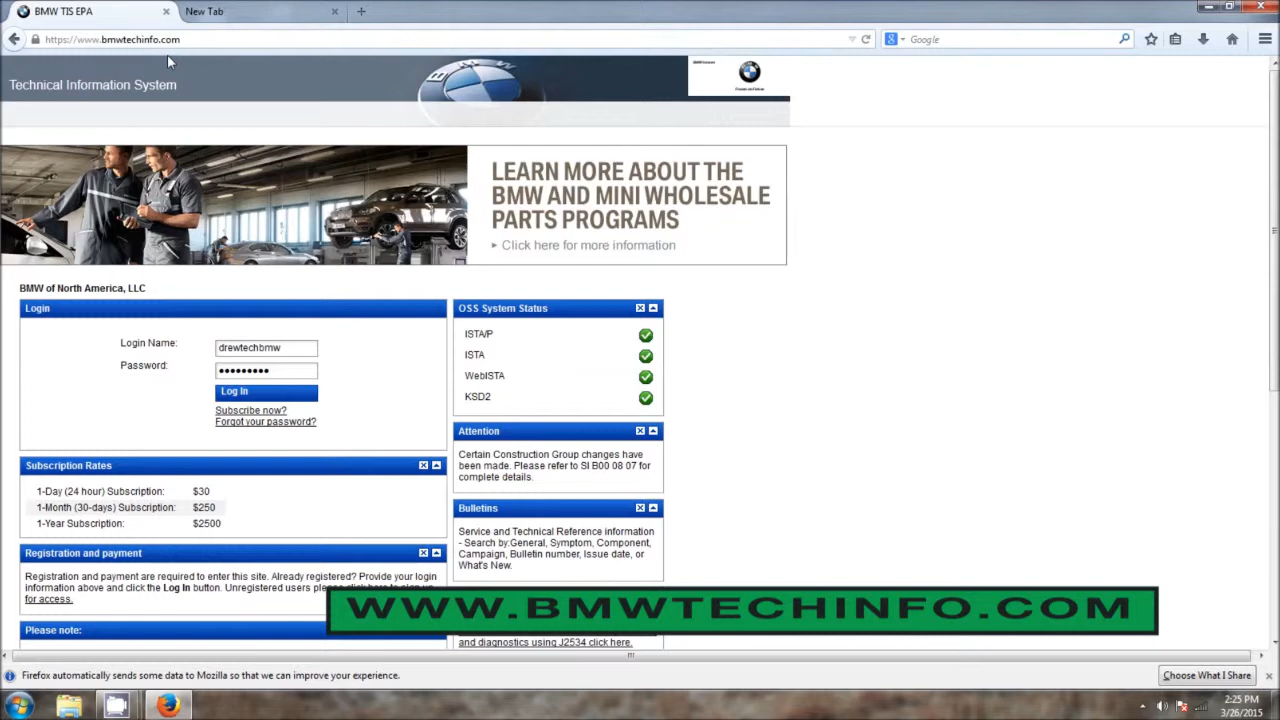 BMW TIS EPA
New Tab
https://www.bmwtechinfo.com
Google
Technical Information System
BMW
LEARN MORE ABOUT THE
BMW AND MINI WHOLESALE
PARTS PROGRAMS
Click here for more information
BMW of North America, LLC
Login
Login Name:
drewtechbmw
Password:
•••••••••
Log In
Subscribe now?
Forgot your password?
OSS System Status
ISTA/P
ISTA
WebISTA
KSD2
Attention
Certain Construction Group changes have
been made. Please refer to SI B00 08 07 for
complete details.
Subscription Rates
1-Day (24 hour) Subscription: $30
1-Month (30-days) Subscription: $250
1-Year Subscription: $2500
Bulletins
Service and Technical Reference information
- Search by:General, Symptom, Component,
Campaign, Bulletin number, Issue date, or
What's New.
Registration and payment
Registration and payment are required to enter this site. Already registered? Provide your login
information above and click the Log In button. Unregistered users please click here to sign up
for access.
WWW.BMWTECHINFO.COM
Please note:
and diagnostics using J2534 click here.
Firefox automatically sends some data to Mozilla so that we can improve your experience.
Choose What I Share
2:25 PM
3/26/2015